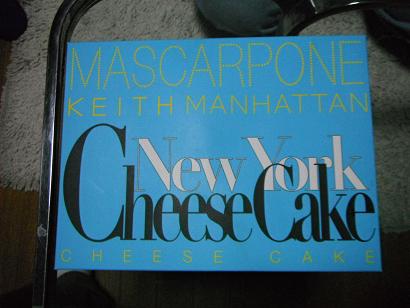 MASCARPONE
KEITH MANHATTAN
New York
Cheese Cake
CHEESE CAKE